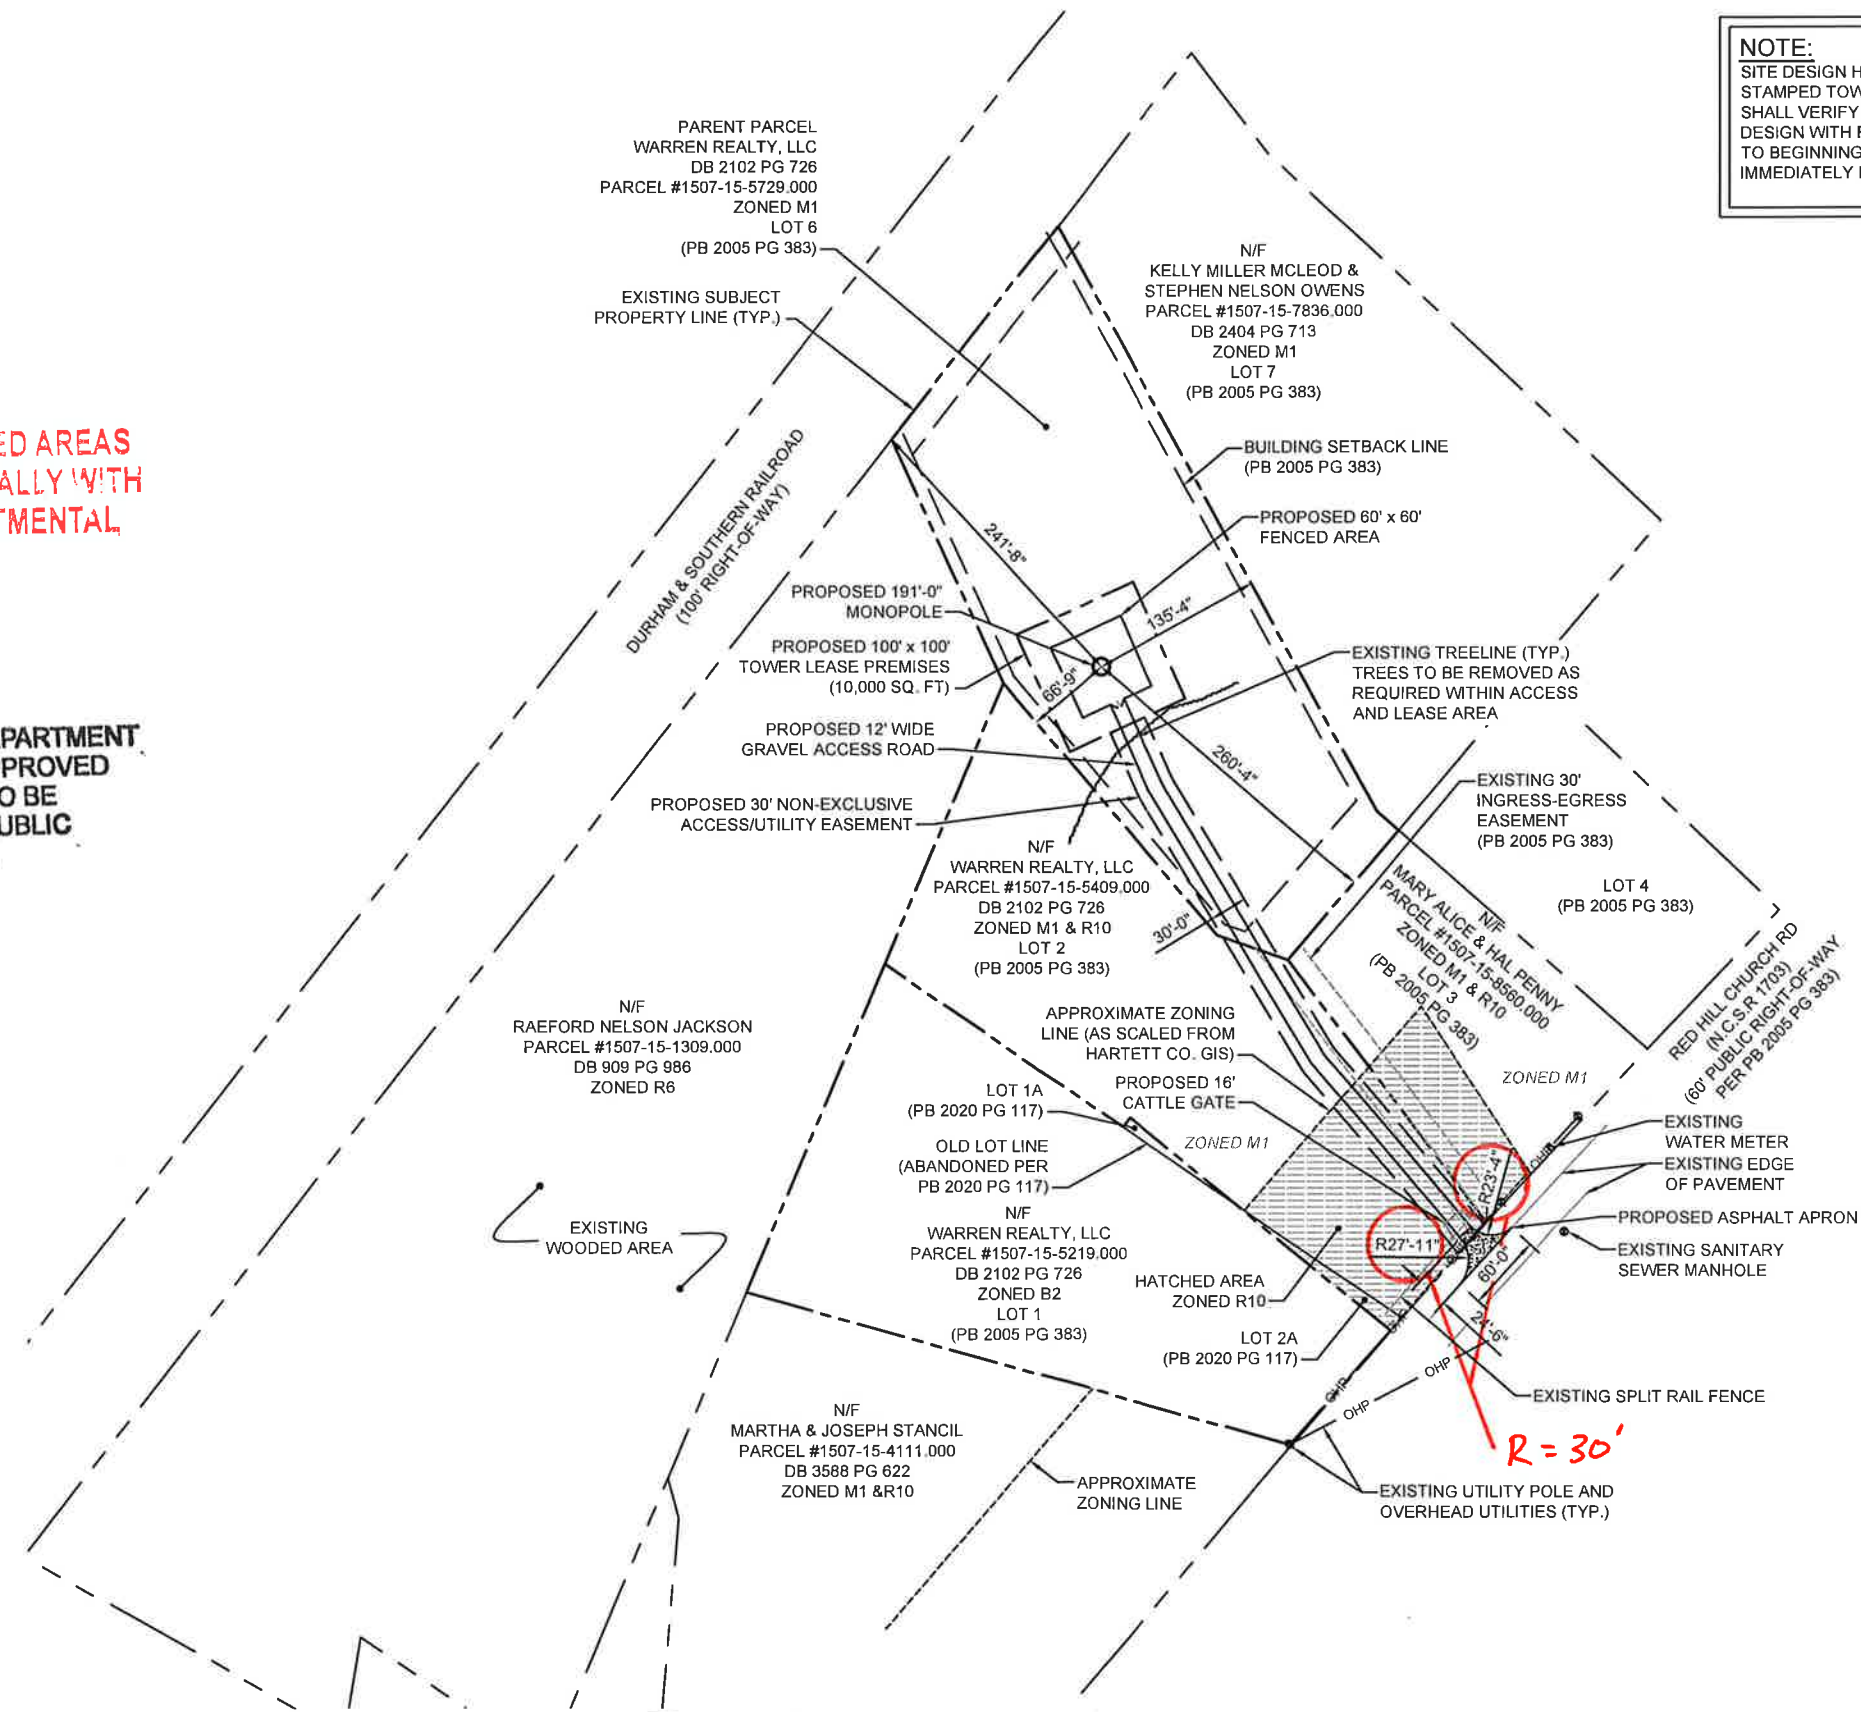 NOTE:
SITE DESIGN H
STAMPED TOW
SHALL VERIFY
DESIGN WITH
TO BEGINNING
IMMEDIATELY
PARENT PARCEL
WARREN REALTY, LLC
DB 2102 PG 726
PARCEL #1507-15-5729.000
ZONED M1
LOT 6
(PB 2005 PG 383)
EXISTING SUBJECT
PROPERTY LINE (TYP.)
N/F
KELLY MILLER MCLEOD &
STEPHEN NELSON OWENS
PARCEL #1507-15-7836.000
DB 2404 PG 713
ZONED M1
LOT 7
(PB 2005 PG 383)
BUILDING SETBACK LINE
(PB 2005 PG 383)
PROPOSED 60' x 60'
FENCED AREA
ED AREAS
ALLY WITH
TMENTAL
DURHAM & SOUTHERN RAILROAD
(100' RIGHT-OF-WAY)
241'-8"
PROPOSED 191'-0"
MONOPOLE
135'-4"
PROPOSED 100' x 100'
TOWER LEASE PREMISES
(10,000 SQ. FT)
66'-9"
EXISTING TREELINE (TYP.)
TREES TO BE REMOVED AS
REQUIRED WITHIN ACCESS
AND LEASE AREA
PARTMENT
PROVED
O BE
UBLIC
PROPOSED 12' WIDE
GRAVEL ACCESS ROAD
260'-4"
PROPOSED 30' NON-EXCLUSIVE
ACCESS/UTILITY EASEMENT
EXISTING 30'
INGRESS-EGRESS
EASEMENT
(PB 2005 PG 383)
N/F
WARREN REALTY, LLC
PARCEL #1507-15-5409.000
DB 2102 PG 726
ZONED M1 & R10
LOT 2
(PB 2005 PG 383)
30'-0"
N/F
MARY ALICE & HAL PENNY
PARCEL #1507-15-8560.000
ZONED M1 & R10
LOT 3
(PB 2005 PG 383)
LOT 4
(PB 2005 PG 383)
RED HILL CHURCH RD
(N.C.S.R 1703)
(60' PUBLIC RIGHT-OF-WAY
PER PB 2005 PG 383)
N/F
RAEFORD NELSON JACKSON
PARCEL #1507-15-1309.000
DB 909 PG 986
ZONED R6
APPROXIMATE ZONING
LINE (AS SCALED FROM
HARTETT CO. GIS)
PROPOSED 16'
CATTLE GATE
ZONED M1
LOT 1A
(PB 2020 PG 117)
ZONED M1
OLD LOT LINE
(ABANDONED PER
PB 2020 PG 117)
EXISTING
WATER METER
EXISTING EDGE
OF PAVEMENT
OHP
R23'-4"
PROPOSED ASPHALT APRON
EXISTING
WOODED AREA
N/F
WARREN REALTY, LLC
PARCEL #1507-15-5219.000
DB 2102 PG 726
ZONED B2
LOT 1
(PB 2005 PG 383)
R27'-11"
EXISTING SANITARY
SEWER MANHOLE
60'-0"
HATCHED AREA
ZONED R10
24'-6"
LOT 2A
(PB 2020 PG 117)
OHP
OHP
OHP
EXISTING SPLIT RAIL FENCE
N/F
MARTHA & JOSEPH STANCIL
PARCEL #1507-15-4111.000
DB 3588 PG 622
ZONED M1 &R10
R = 30'
APPROXIMATE
ZONING LINE
EXISTING UTILITY POLE AND
OVERHEAD UTILITIES (TYP.)